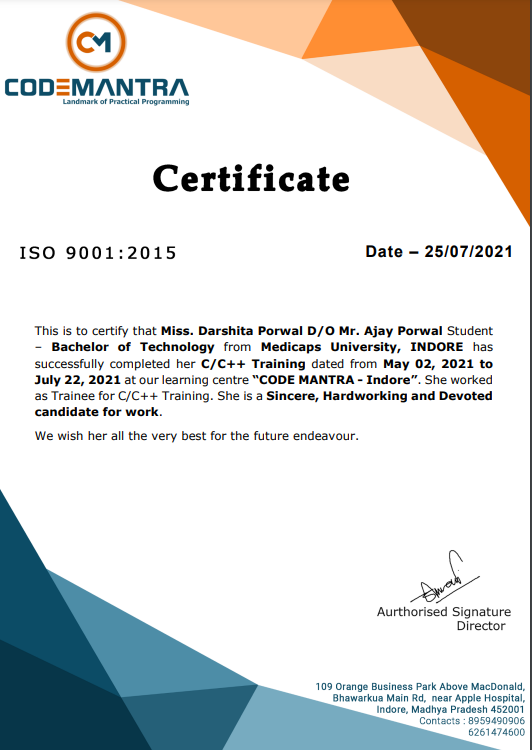 CM
CODEMANTRA
Landmark of Practical Programming
Certificate
ISO 9001:2015
Date – 25/07/2021
This is to certify that Miss. Darshita Porwal D/O Mr. Ajay Porwal Student
– Bachelor of Technology from Medicaps University, INDORE has
successfully completed her C/C++ Training dated from May 02, 2021 to
July 22, 2021 at our learning centre “CODE MANTRA - Indore”. She worked
as Trainee for C/C++ Training. She is a Sincere, Hardworking and Devoted
candidate for work.
We wish her all the very best for the future endeavour.
Aurthorised Signature
Director
109 Orange Business Park Above MacDonald,
Bhawarkua Main Rd, near Apple Hospital,
Indore, Madhya Pradesh 452001
Contacts : 8959490906
6261474600